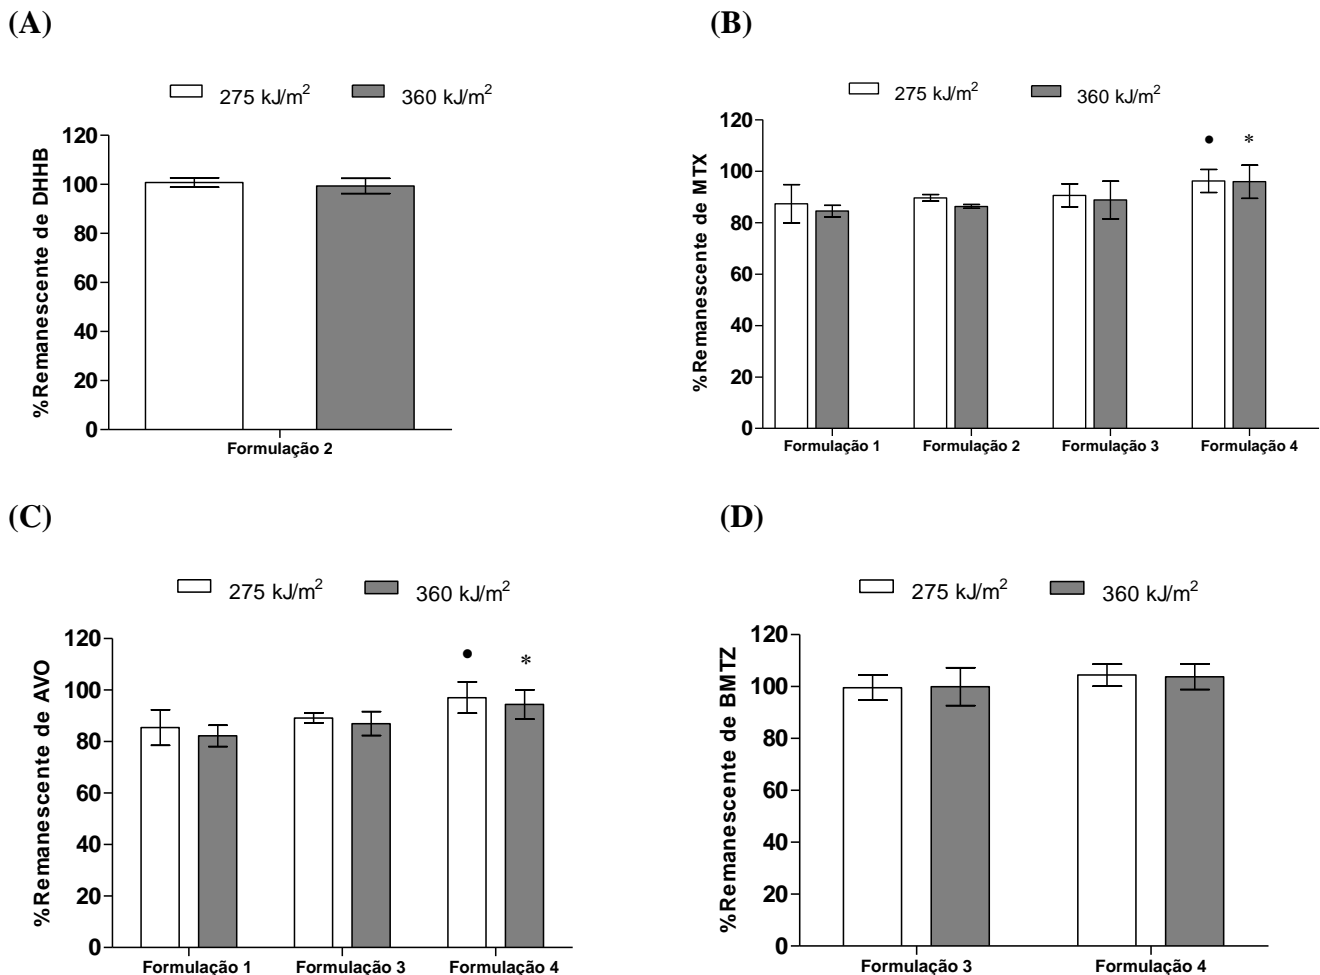 (A)
275 kJ/m²
360 kJ/m²
%Remanescente de DHHB
120
100
80
60
40
20
0
Formulação 2
(B)
275 kJ/m²
360 kJ/m²
%Remanescente de MTX
120
100
80
60
40
20
0
•
*
Formulação 1
Formulação 2
Formulação 3
Formulação 4
(C)
275 kJ/m²
360 kJ/m²
%Remanescente de AVO
120
100
80
60
40
20
0
•
*
Formulação 1
Formulação 3
Formulação 4
(D)
275 kJ/m²
360 kJ/m²
%Remanescente de BMTZ
120
100
80
60
40
20
0
Formulação 3
Formulação 4